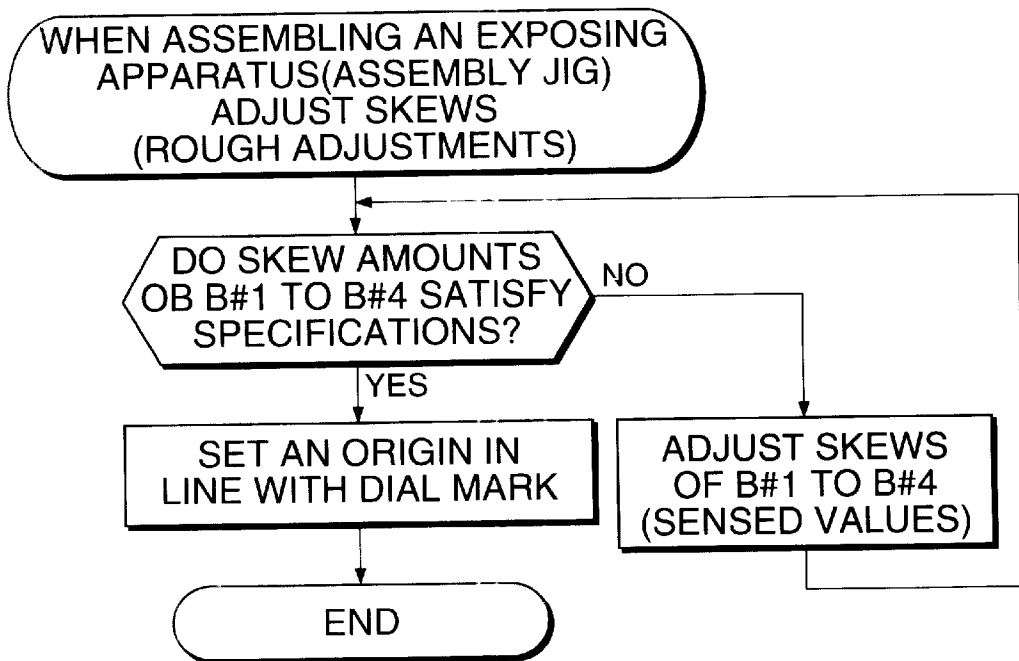 WHEN ASSEMBLING AN EXPOSING
APPARATUS(ASSEMBLY JIG)
ADJUST SKEWS
(ROUGH ADJUSTMENTS)
DO SKEW AMOUNTS
OB B#1 TO B#4 SATISFY
SPECIFICATIONS?
NO
YES
SET AN ORIGIN IN
LINE WITH DIAL MARK
ADJUST SKEWS
OF B#1 TO B#4
(SENSED VALUES)
END